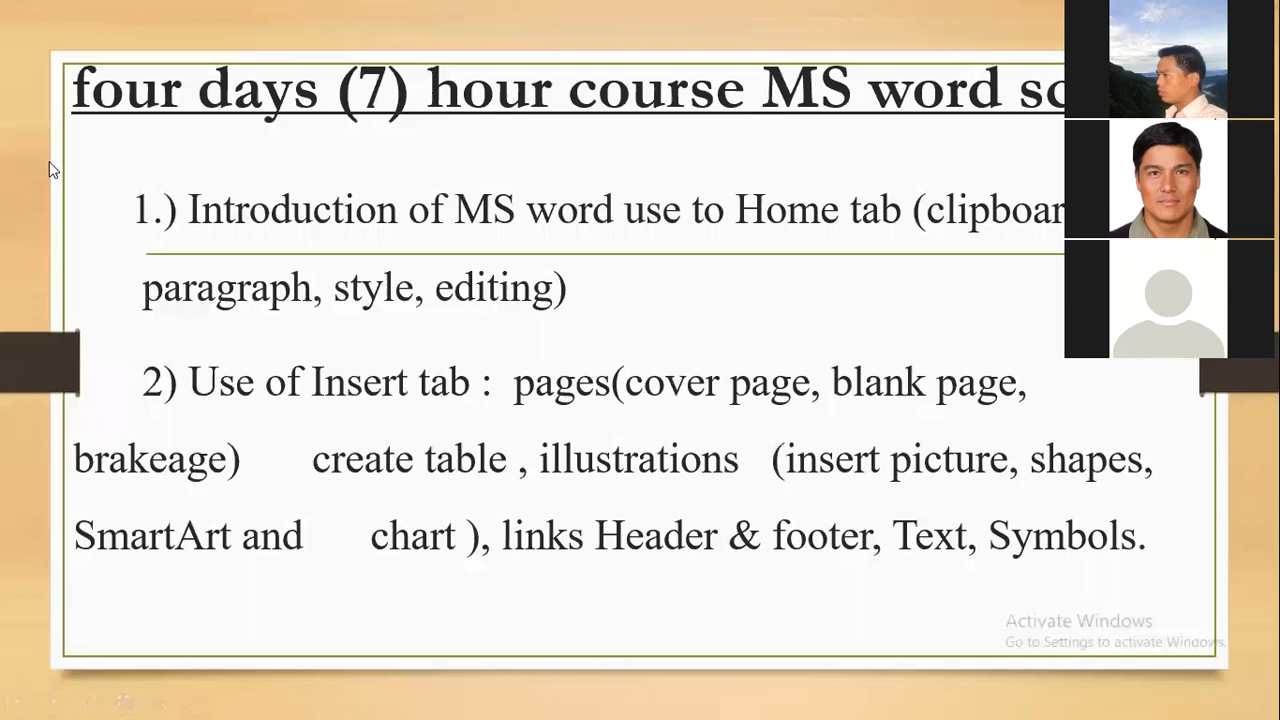 four days (7) hour course MS word
1.) Introduction of MS word use to Home tab
paragraph, style, editing)
2) Use of Insert tab : pages(cover page, blank page,
brakeage) create table , illustrations (insert picture, shapes,
SmartArt and chart ), links Header & footer, Text, Symbols.
Activate Windows
Go to Settings to activate Windows.